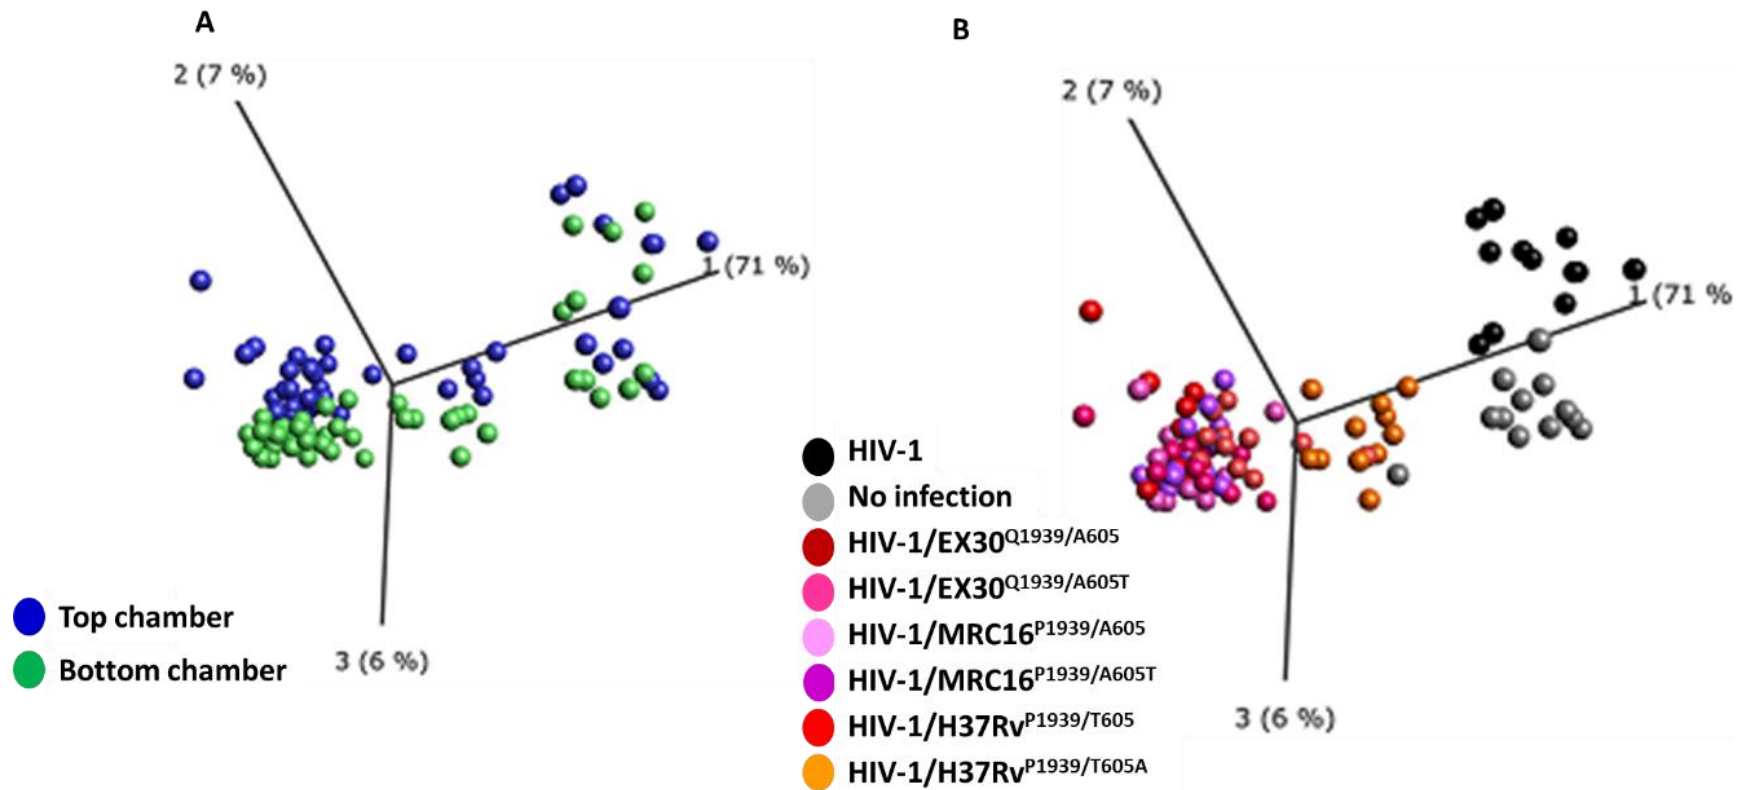 A
2 (7 %)
1 (71 %)
3 (6 %)
Top chamber
Bottom chamber
B
2 (7 %)
1 (71 %
3 (6 %)
HIV-1
No infection
HIV-1/EX30Q1939/A605
HIV-1/EX30Q1939/A605T
HIV-1/MRC16P1939/A605
HIV-1/MRC16P1939/A605T
HIV-1/H37RvP1939/T605
HIV-1/H37RvP1939/T605A